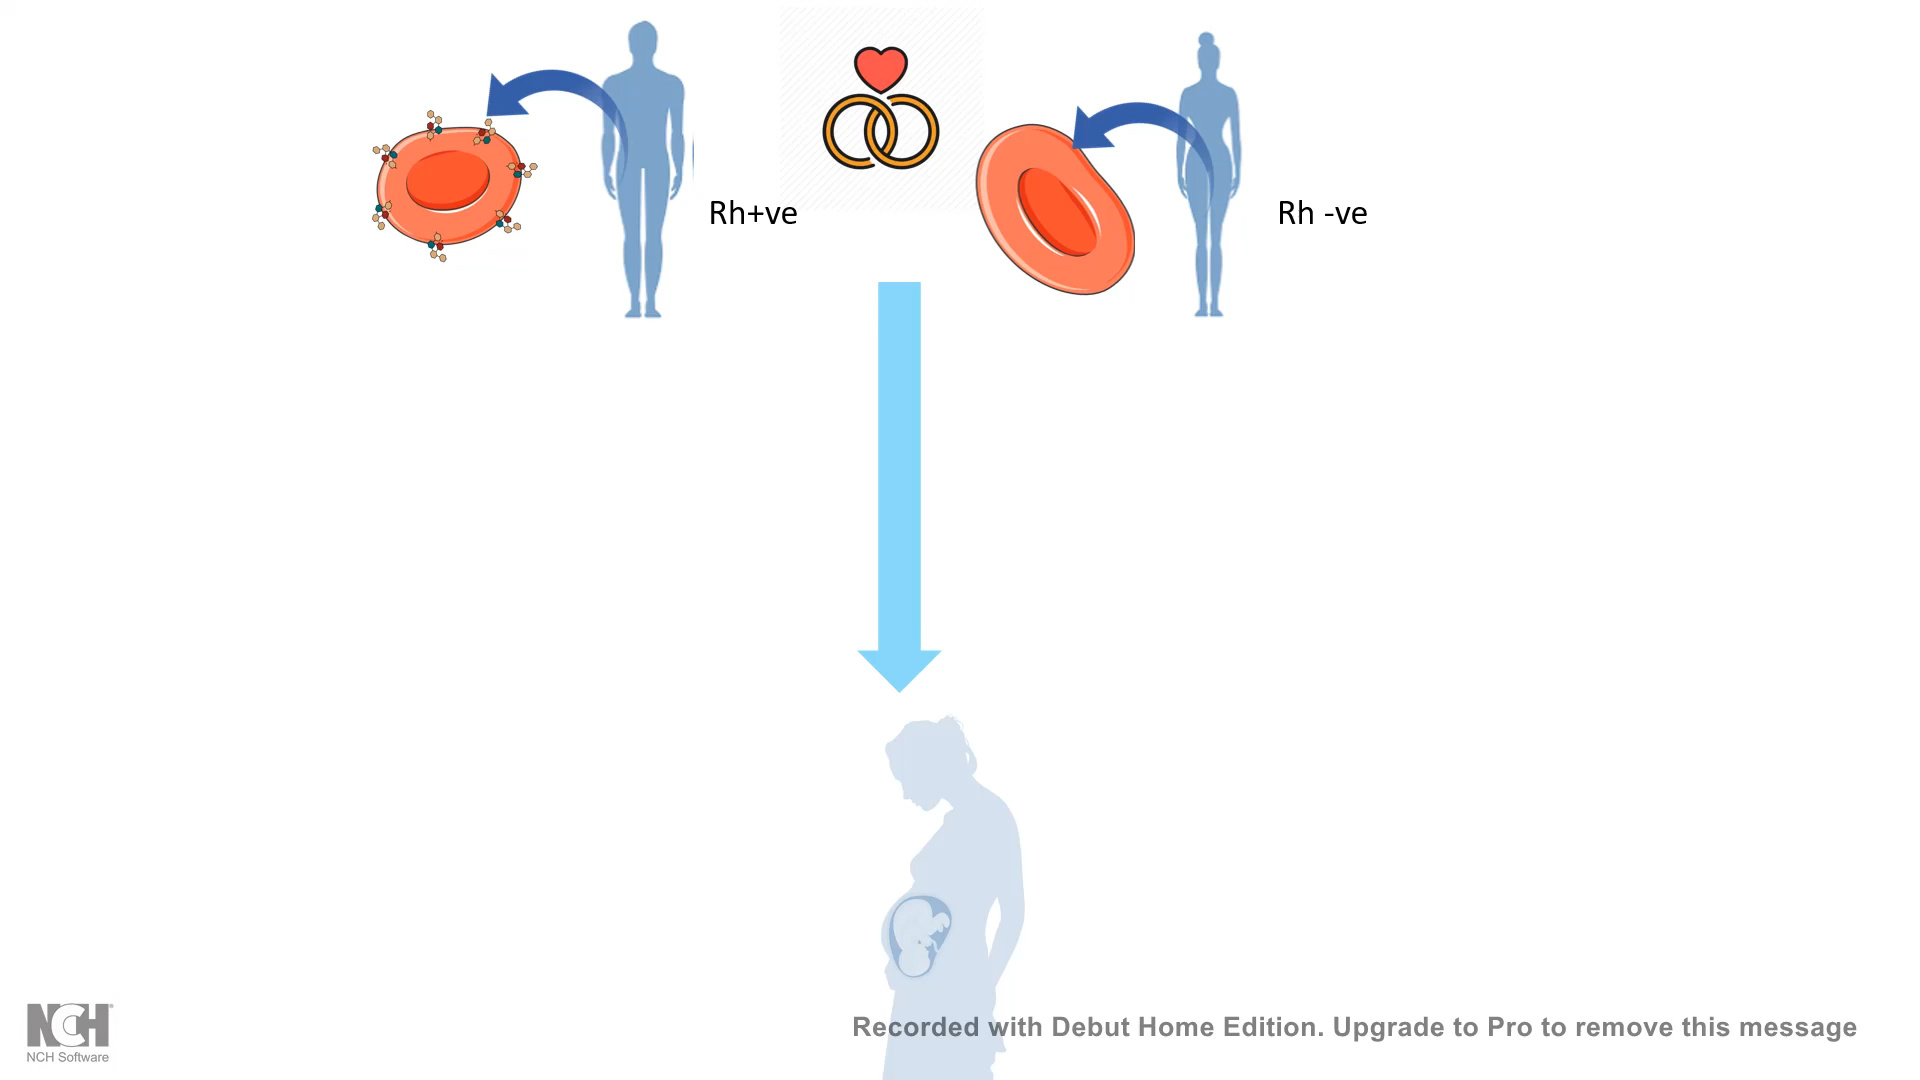 Rh+ve
Rh -ve
NCH
NCH Software
Recorded with Debut Home Edition. Upgrade to Pro to remove this message